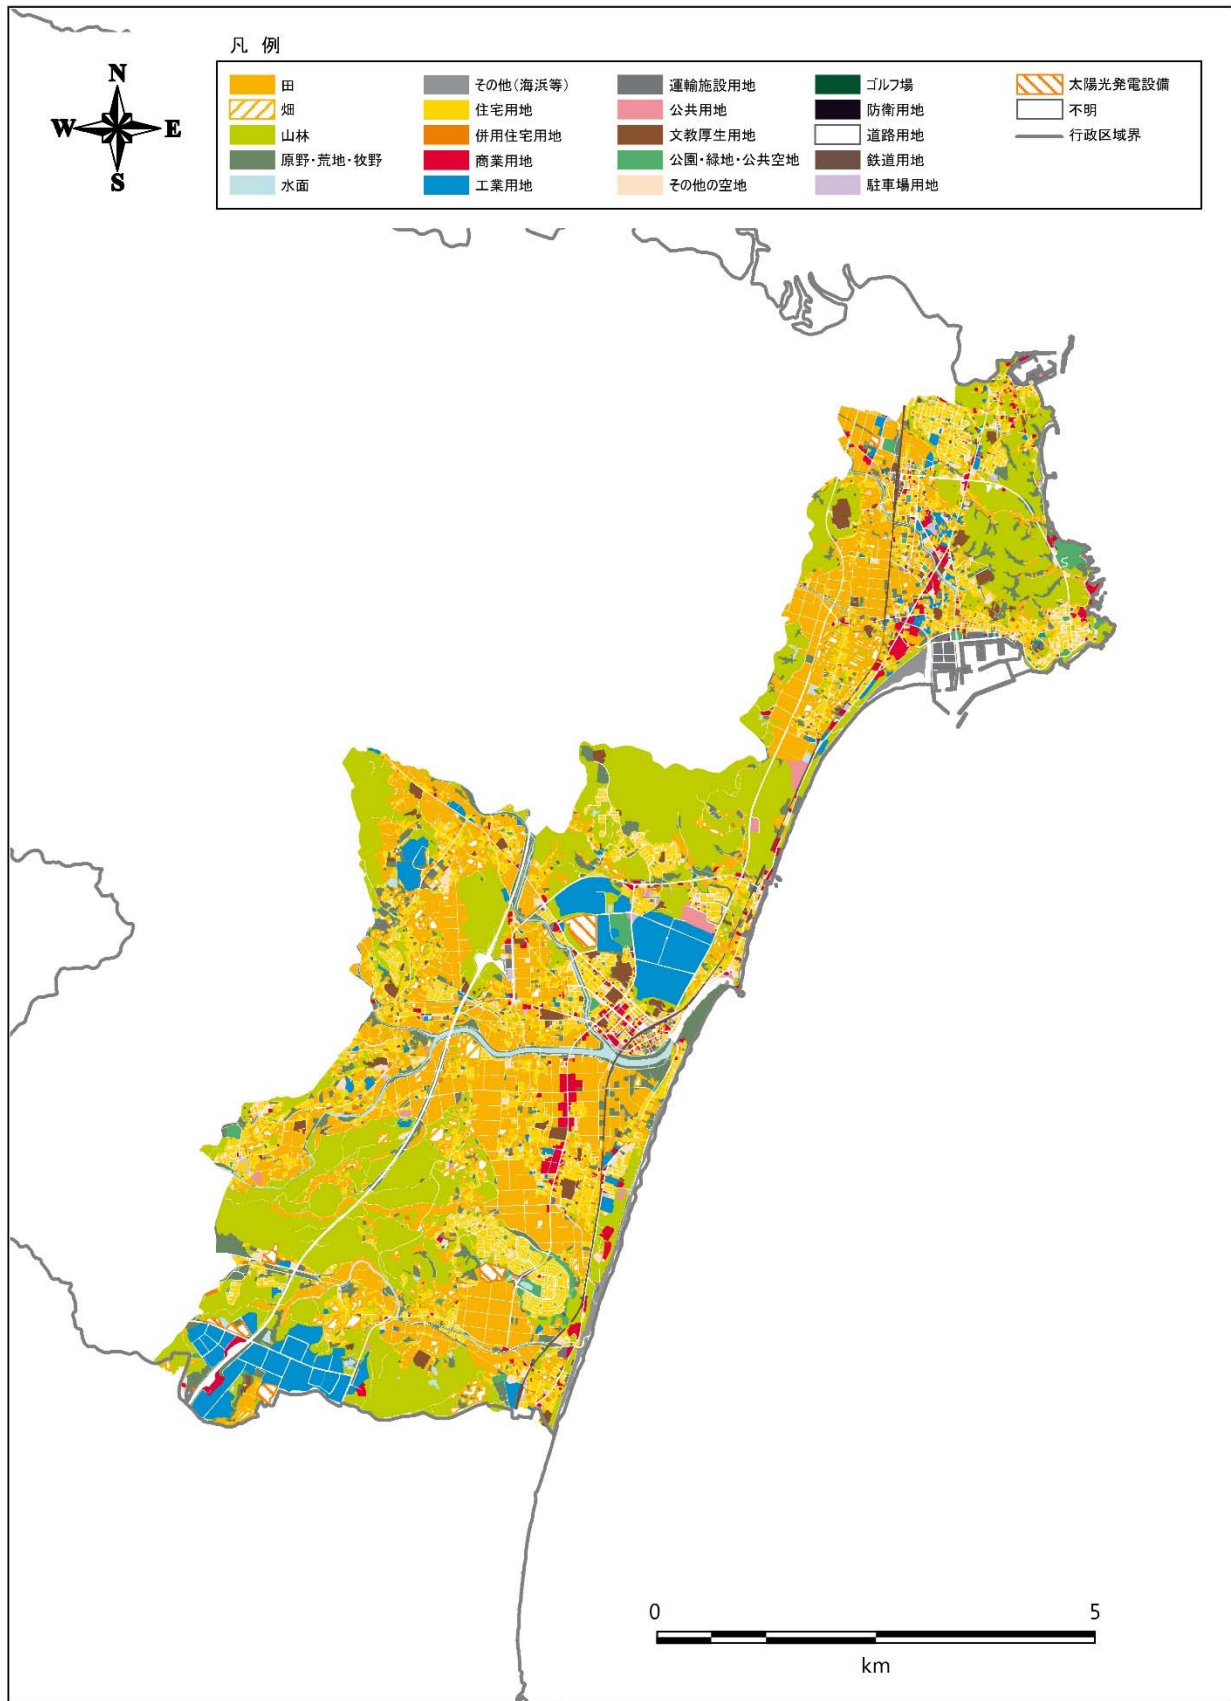 凡 例
N
W E
S
田
畑
山林
原野・荒地・牧野
水面
その他(海浜等)
住宅用地
併用住宅用地
商業用地
工業用地
運輸施設用地
公共用地
文教厚生用地
公園・緑地・公共空地
その他の空地
ゴルフ場
防衛用地
道路用地
鉄道用地
駐車場用地
太陽光発電設備
不明
行政区域界
0 5
km